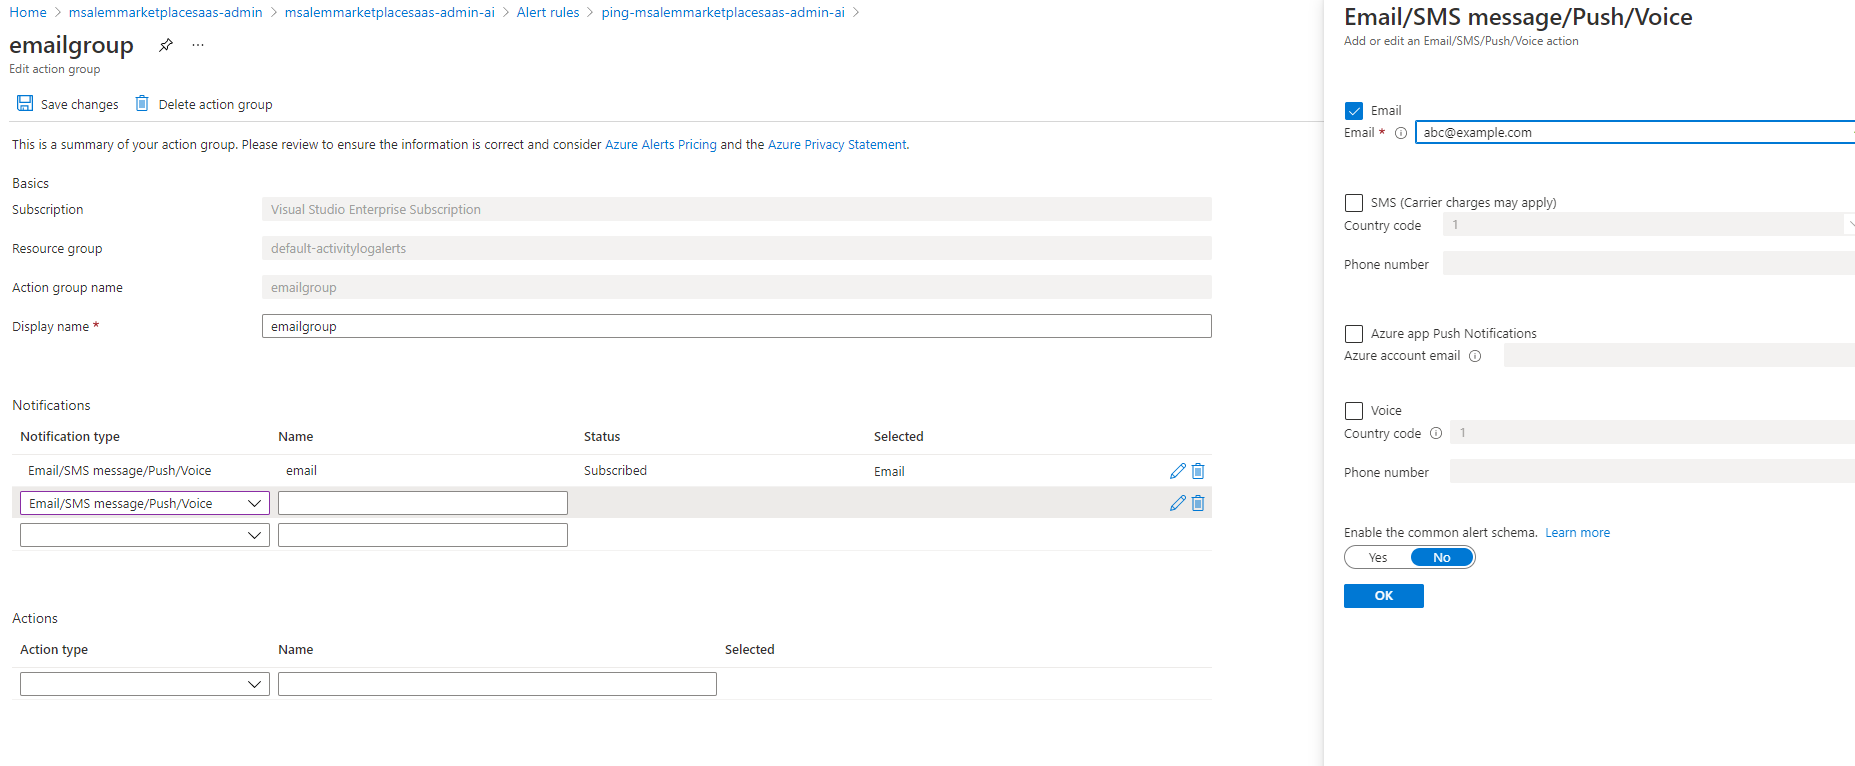 Home > msalemmarketplacesaas-admin > msalemmarketplacesaas-admin-ai > Alert rules > ping-msalemmarketplacesaas-admin-ai >
emailgroup ...
Edit action group
Save changes Delete action group
This is a summary of your action group. Please review to ensure the information is correct and consider Azure Alerts Pricing and the Azure Privacy Statement.
Basics
Subscription Visual Studio Enterprise Subscription
Resource group default-activitylogalerts
Action group name emailgroup
Display name * emailgroup
Notifications
Notification type Name Status Selected
Email/SMS message/Push/Voice email Subscribed Email
Email/SMS message/Push/Voice
Actions
Action type Name Selected
Email/SMS message/Push/Voice
Add or edit an Email/SMS/Push/Voice action
Email
Email * abc@example.com
SMS (Carrier charges may apply)
Country code 1
Phone number
Azure app Push Notifications
Azure account email
Voice
Country code 1
Phone number
Enable the common alert schema. Learn more
Yes No
OK